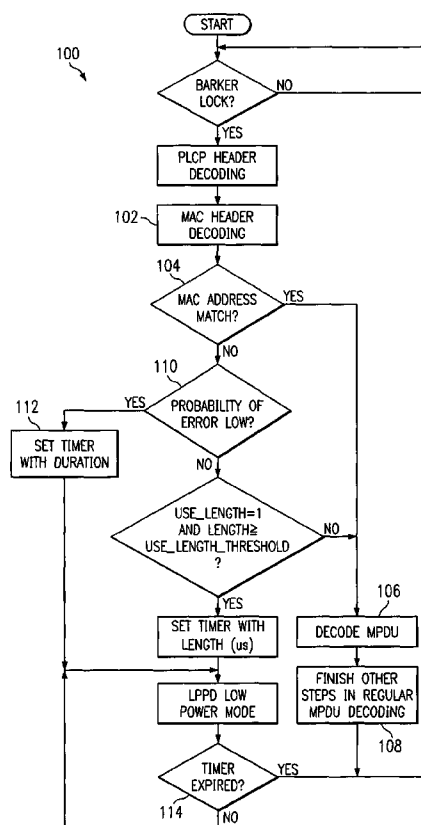 START
100
BARKER
LOCK?
NO
YES
PLCP HEADER
DECODING
102
MAC HEADER
DECODING
104
MAC ADDRESS
MATCH?
YES
NO
110
YES
PROBABILITY OF
ERROR LOW?
112
SET TIMER
WITH DURATION
NO
USE_LENGTH=1
AND LENGTH≥
USE_LENGTH_THRESHOLD
?
NO
YES
106
SET TIMER WITH
LENGTH (us)
DECODE MPDU
LPPD LOW
POWER MODE
FINISH OTHER
STEPS IN REGULAR
MPDU DECODING
108
TIMER
EXPIRED?
YES
114
NO